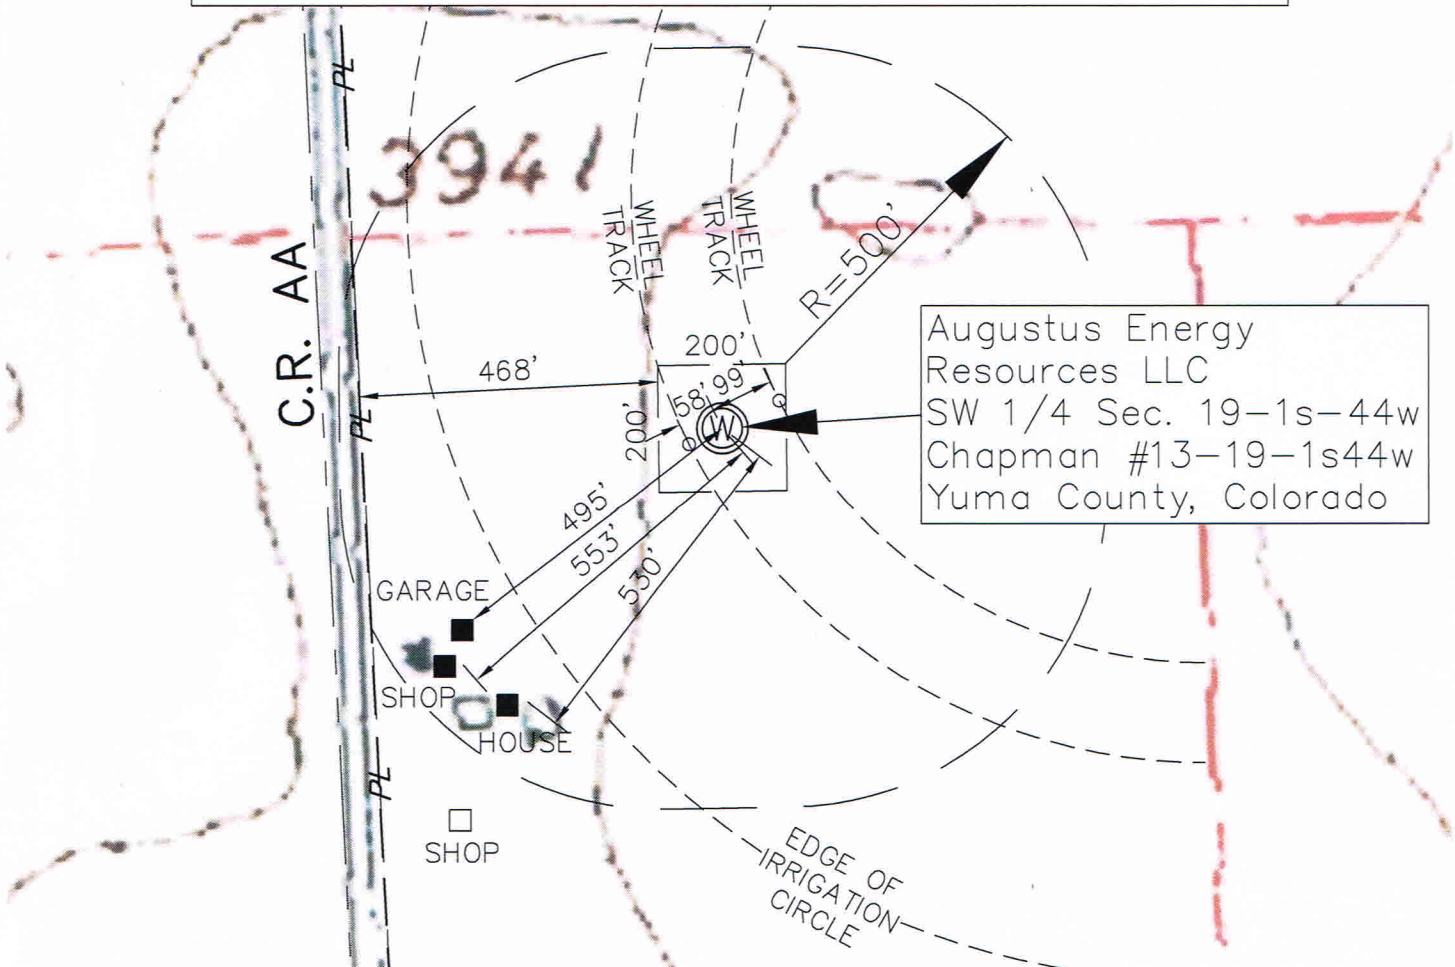 PL
3941
WHEEL
TRACK
WHEEL
TRACK
R=500'
C.R. AA
200'
468'
58'
99'
200'
W
PL
Augustus Energy
Resources LLC
SW 1/4 Sec. 19-1s-44w
Chapman #13-19-1s44w
Yuma County, Colorado
495'
553'
530'
GARAGE
SHOP
HOUSE
PL
SHOP
EDGE OF
IRRIGATION
CIRCLE